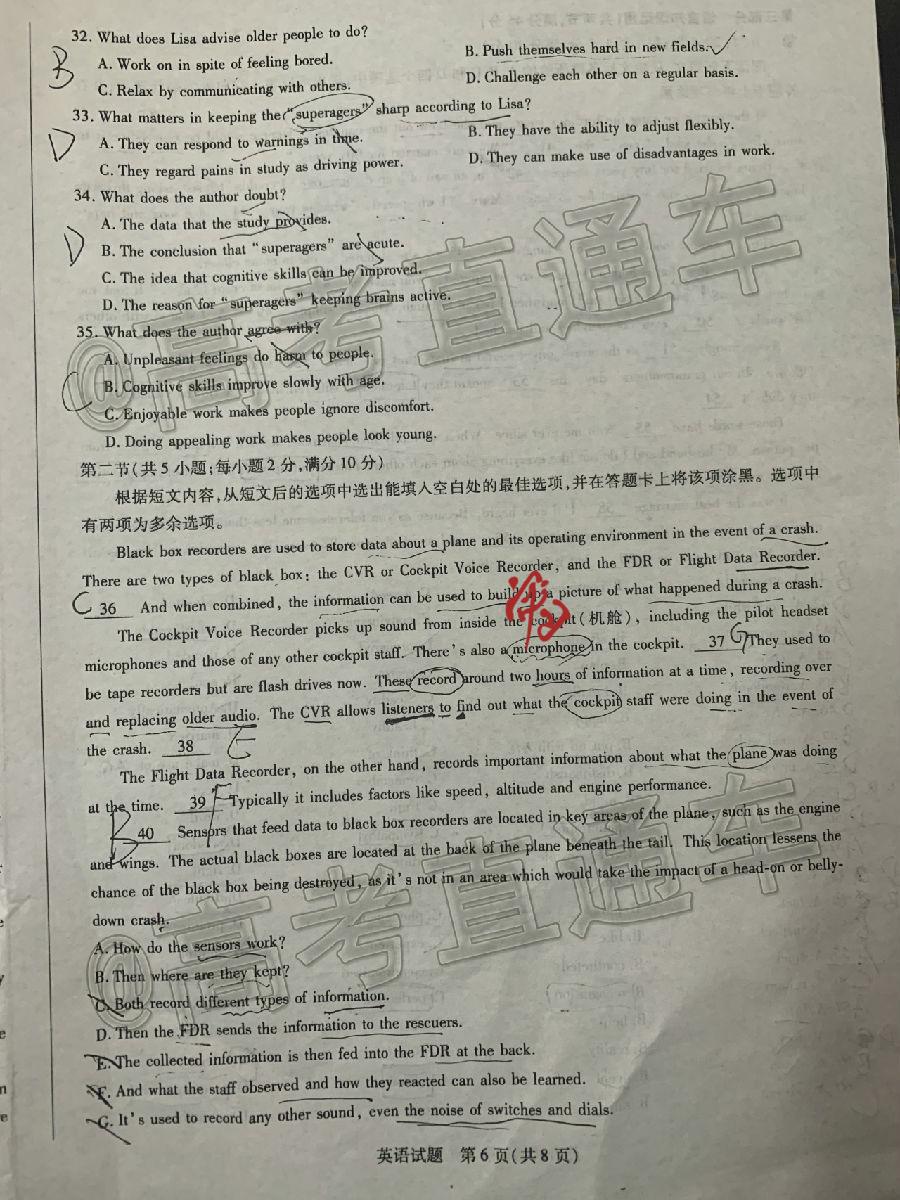 32. What does Lisa advise older people to do?
A. Work on in spite of feeling bored. B. Push themselves hard in new fields.
B
C. Relax by communicating with others. D. Challenge each other on a regular basis.
33. What matters in keeping the "superagers" sharp according to Lisa?
D
A. They can respond to warnings in time. B. They have the ability to adjust flexibly.
C. They regard pains in study as driving power. D. They can make use of disadvantages in work.
34. What does the author doubt?
A. The data that the study provides.
D
B. The conclusion that "superagers" are acute.
C. The idea that cognitive skills can be improved.
D. The reason for "superagers" keeping brains active.
35. What does the author agree with?
A. Unpleasant feelings do harm to people.
C
B. Cognitive skills improve slowly with age.
C. Enjoyable work makes people ignore discomfort.
D. Doing appealing work makes people look young.
第二节(共5小题;每小题2分,满分10分)
根据短文内容,从短文后的选项中选出能填入空白处的最佳选项,并在答题卡上将该项涂黑。选项中
有两项为多余选项。
Black box recorders are used to store data about a plane and its operating environment in the event of a crash.
There are two types of black box: the CVR or Cockpit Voice Recorder, and the FDR or Flight Data Recorder.
C 36 And when combined, the information can be used to build up a picture of what happened during a crash.
The Cockpit Voice Recorder picks up sound from inside the cockpit(机舱), including the pilot headset
microphones and those of any other cockpit staff. There's also a microphone in the cockpit. 37 G They used to
be tape recorders but are flash drives now. These record around two hours of information at a time, recording over
and replacing older audio. The CVR allows listeners to find out what the cockpit staff were doing in the event of
the crash. 38 E
The Flight Data Recorder, on the other hand, records important information about what the plane was doing
at the time. 39 F Typically it includes factors like speed, altitude and engine performance.
B 40 Sensors that feed data to black box recorders are located in key areas of the plane, such as the engine
and wings. The actual black boxes are located at the back of the plane beneath the tail. This location lessens the
chance of the black box being destroyed, as it's not in an area which would take the impact of a head-on or belly-
down crash.
A. How do the sensors work?
B. Then where are they kept?
C. Both record different types of information.
D. Then the FDR sends the information to the rescuers.
E. The collected information is then fed into the FDR at the back.
F. And what the staff observed and how they reacted can also be learned.
G. It's used to record any other sound, even the noise of switches and dials.
英语试题 第6页(共8页)
@高考直通车
@高考直通车